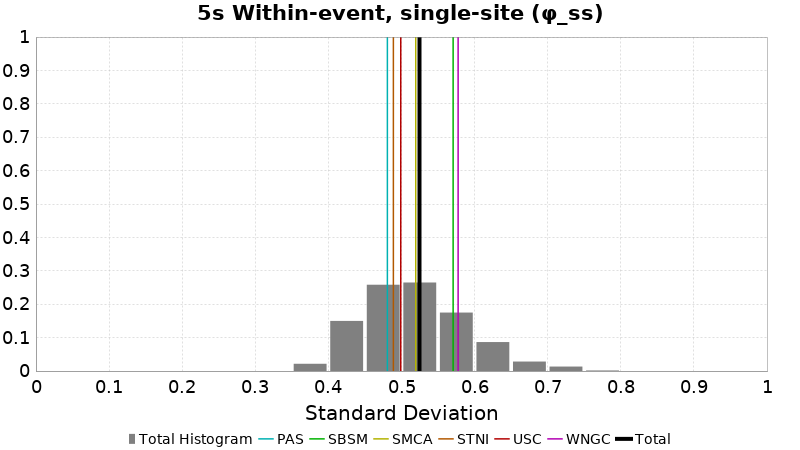 5s Within-event, single-site (φ_ss)
1
0.9
0.8
0.7
0.6
0.5
0.4
0.3
0.2
0.1
0
0 0.1 0.2 0.3 0.4 0.5 0.6 0.7 0.8 0.9 1
Standard Deviation
Total Histogram PAS SBSM SMCA STNI USC WNGC Total